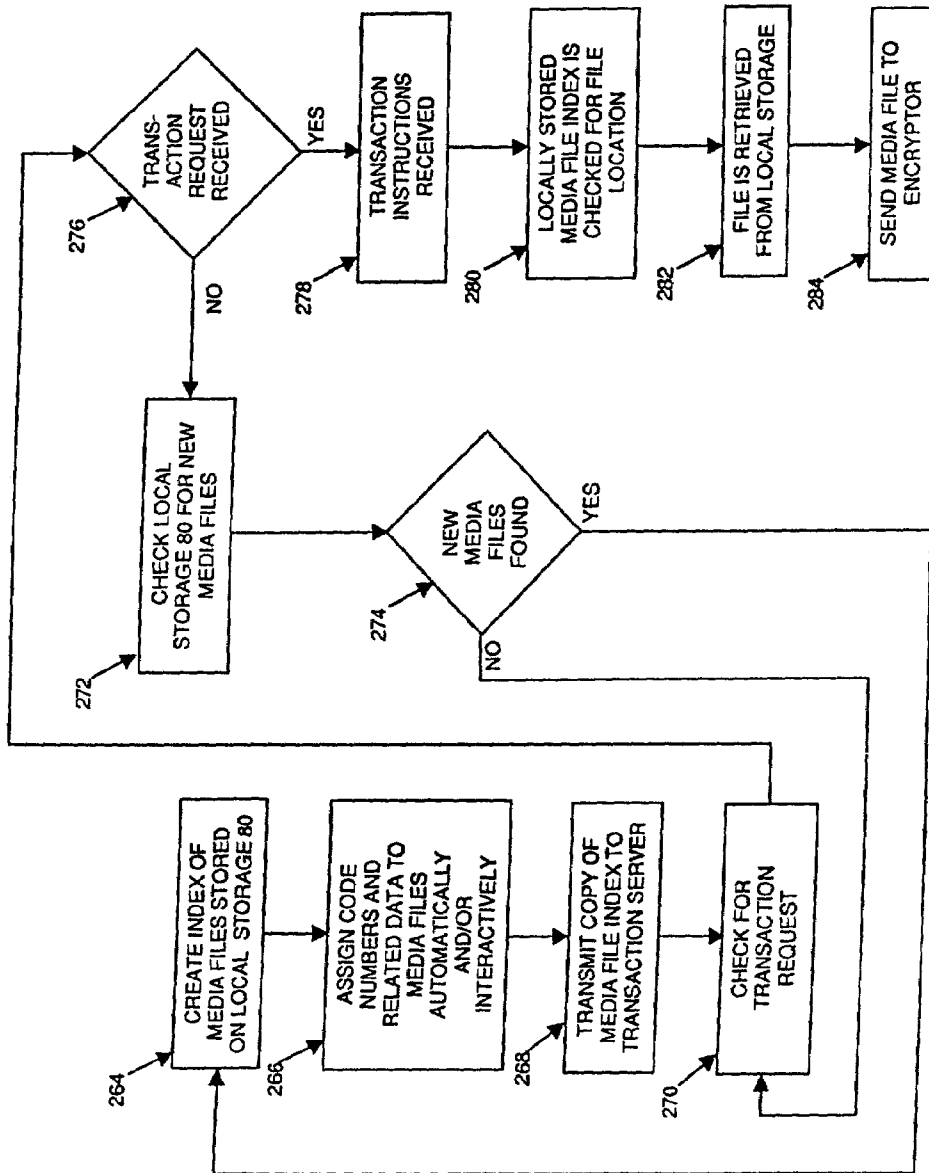 264
CREATE INDEX OF
MEDIA FILES STORED
ON LOCAL STORAGE 80
266
ASSIGN CODE
NUMBERS AND
RELATED DATA TO
MEDIA FILES
AUTOMATICALLY
AND/OR
INTERACTIVELY
268
TRANSMIT COPY OF
MEDIA FILE INDEX TO
TRANSACTION SERVER
270
CHECK FOR
TRANSACTION
REQUEST
272
CHECK LOCAL
STORAGE 80 FOR NEW
MEDIA FILES
274
NEW
MEDIA
FILES
FOUND
NO
YES
276
TRANS-
ACTION
REQUEST
RECEIVED
NO
YES
278
TRANSACTION
INSTRUCTIONS
RECEIVED
280
LOCALLY STORED
MEDIA FILE INDEX IS
CHECKED FOR FILE
LOCATION
282
FILE IS RETRIEVED
FROM LOCAL STORAGE
284
SEND MEDIA FILE TO
ENCRYPTOR